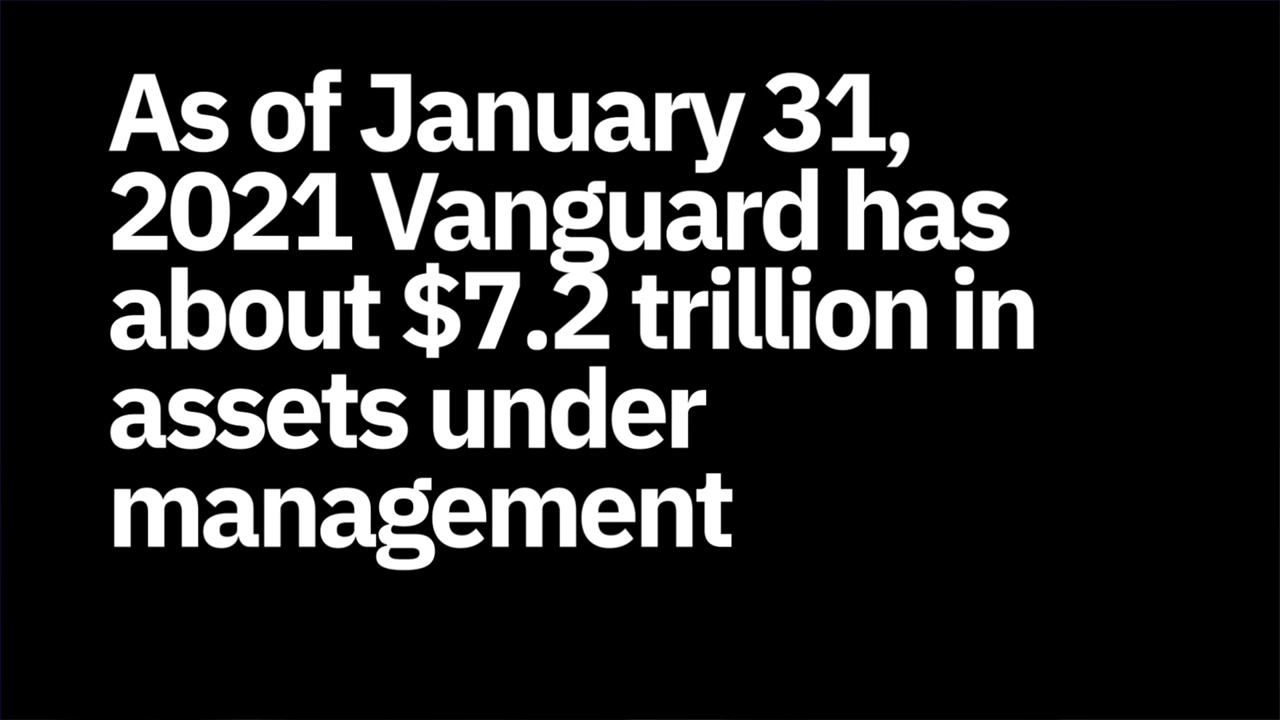 As of January 31,
2021 Vanguard has
about $7.2 trillion in
assets under
management